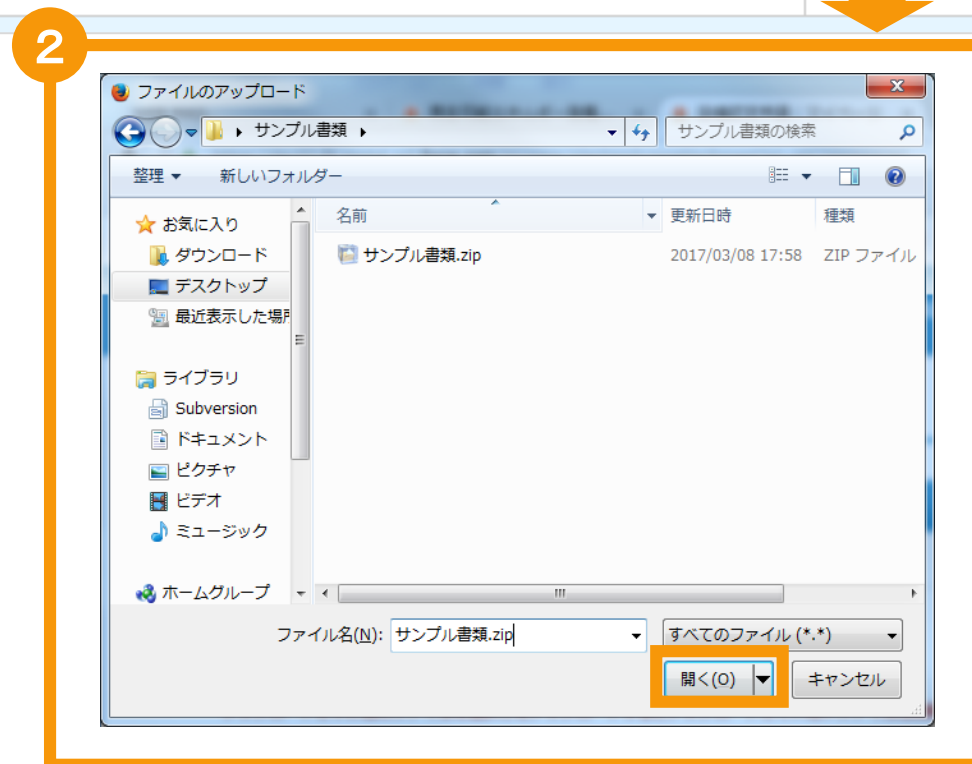 2
ファイルのアップロード
サンプル書類
サンプル書類の検索
整理 新しいフォルダー
名前 更新日時 種類
お気に入り
ダウンロード
デスクトップ
最近表示した場所
サンプル書類.zip 2017/03/08 17:58 ZIP ファイル
ライブラリ
Subversion
ドキュメント
ピクチャ
ビデオ
ミュージック
ホームグループ
ファイル名(N): サンプル書類.zip すべてのファイル (*.*)
開く(O) キャンセル